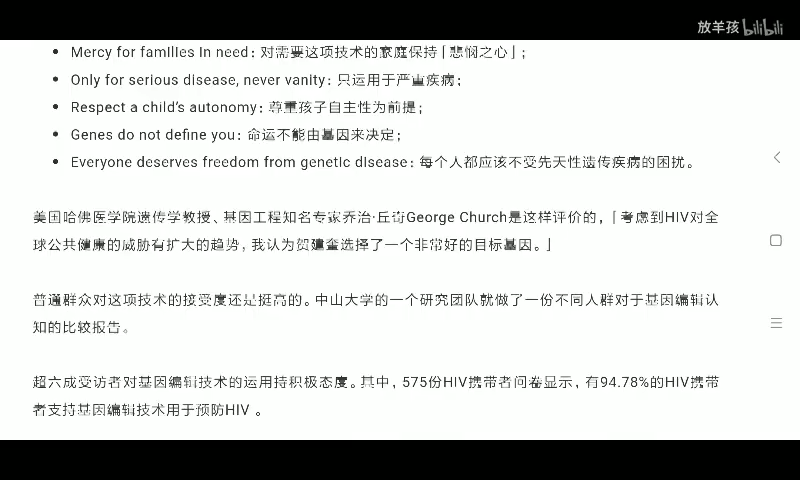 放羊孩 bilibili
• Mercy for families in need：对需要这项技术的家庭保持「悲悯之心」；
• Only for serious disease, never vanity：只运用于严重疾病；
• Respect a child's autonomy：尊重孩子自主性为前提；
• Genes do not define you：命运不能由基因来决定；
• Everyone deserves freedom from genetic disease：每个人都应该不受先天性遗传疾病的困扰。
美国哈佛医学院遗传学教授、基因工程知名专家乔治·丘奇George Church是这样评价的，「考虑到HIV对全
球公共健康的威胁有扩大的趋势，我认为贺建奎选择了一个非常好的目标基因。」
普通群众对这项技术的接受度还是挺高的。中山大学的一个研究团队就做了一份不同人群对于基因编辑认
知的比较报告。
超六成受访者对基因编辑技术的运用持积极态度。其中，575份HIV携带者问卷显示，有94.78%的HIV携带
者支持基因编辑技术用于预防HIV 。